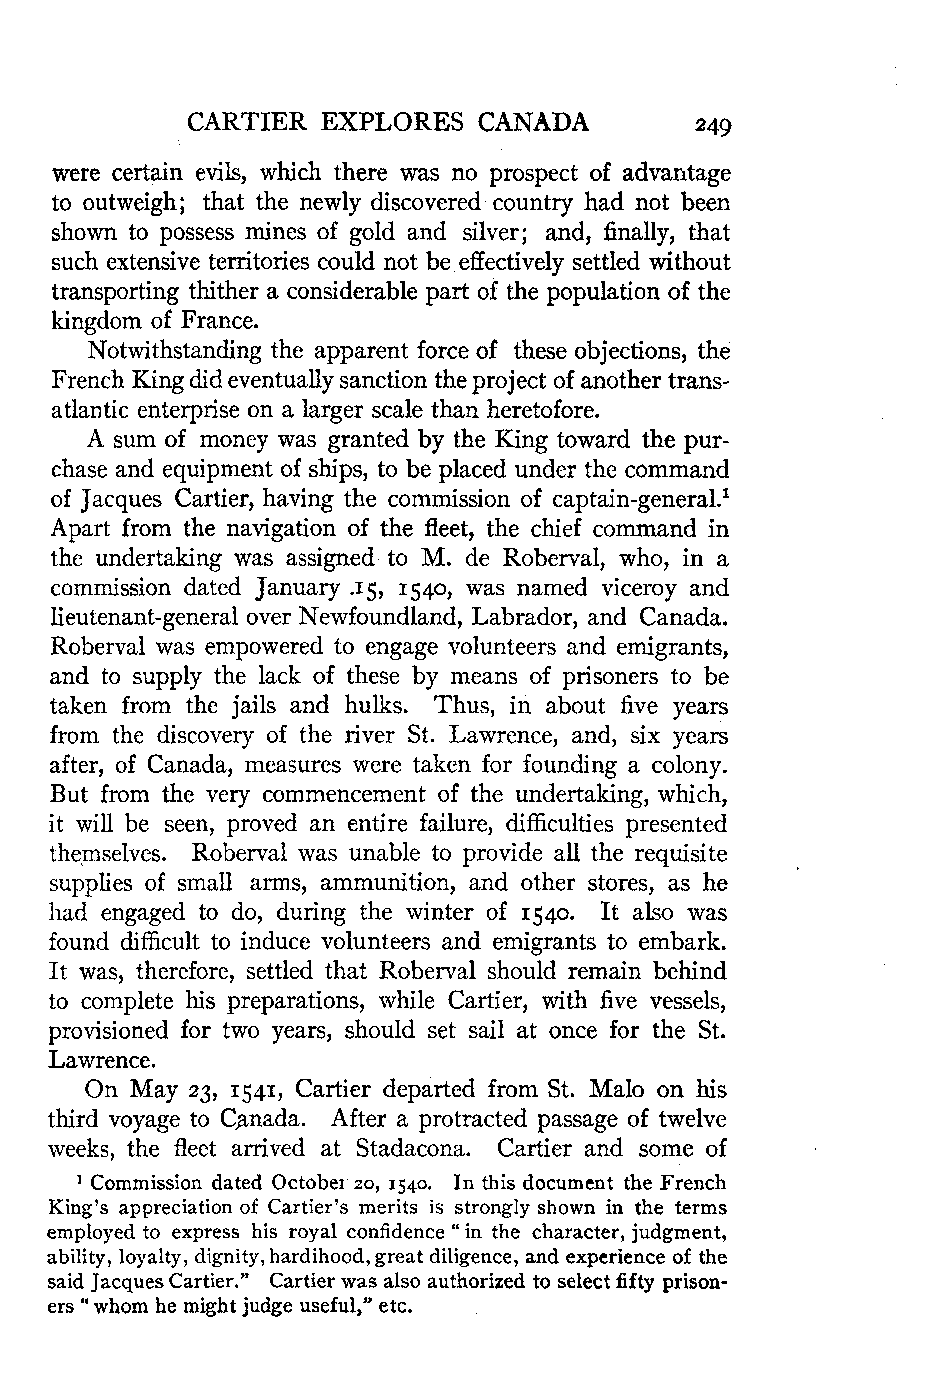 CARTIER EXPLORES CANADA 249
were certain evils, which there was no prospect of advantage
to outweigh; that the newly discovered country had not been
shown to possess mines of gold and silver; and, finally, that
such extensive territories could not be effectively settled without
transporting thither a considerable part of the population of the
kingdom of France.
Notwithstanding the apparent force of these objections, the
French King did eventually sanction the project of another trans-
atlantic enterprise on a larger scale than heretofore.
A sum of money was granted by the King toward the pur-
chase and equipment of ships, to be placed under the command
of Jacques Cartier, having the commission of captain-general.¹
Apart from the navigation of the fleet, the chief command in
the undertaking was assigned to M. de Roberval, who, in a
commission dated January 15, 1540, was named viceroy and
lieutenant-general over Newfoundland, Labrador, and Canada.
Roberval was empowered to engage volunteers and emigrants,
and to supply the lack of these by means of prisoners to be
taken from the jails and hulks. Thus, in about five years
from the discovery of the river St. Lawrence, and, six years
after, of Canada, measures were taken for founding a colony.
But from the very commencement of the undertaking, which,
it will be seen, proved an entire failure, difficulties presented
themselves. Roberval was unable to provide all the requisite
supplies of small arms, ammunition, and other stores, as he
had engaged to do, during the winter of 1540. It also was
found difficult to induce volunteers and emigrants to embark.
It was, therefore, settled that Roberval should remain behind
to complete his preparations, while Cartier, with five vessels,
provisioned for two years, should set sail at once for the St.
Lawrence.
On May 23, 1541, Cartier departed from St. Malo on his
third voyage to Canada. After a protracted passage of twelve
weeks, the fleet arrived at Stadacona. Cartier and some of
¹ Commission dated October 20, 1540. In this document the French
King's appreciation of Cartier's merits is strongly shown in the terms
employed to express his royal confidence "in the character, judgment,
ability, loyalty, dignity, hardihood, great diligence, and experience of the
said Jacques Cartier." Cartier was also authorized to select fifty prison-
ers "whom he might judge useful," etc.